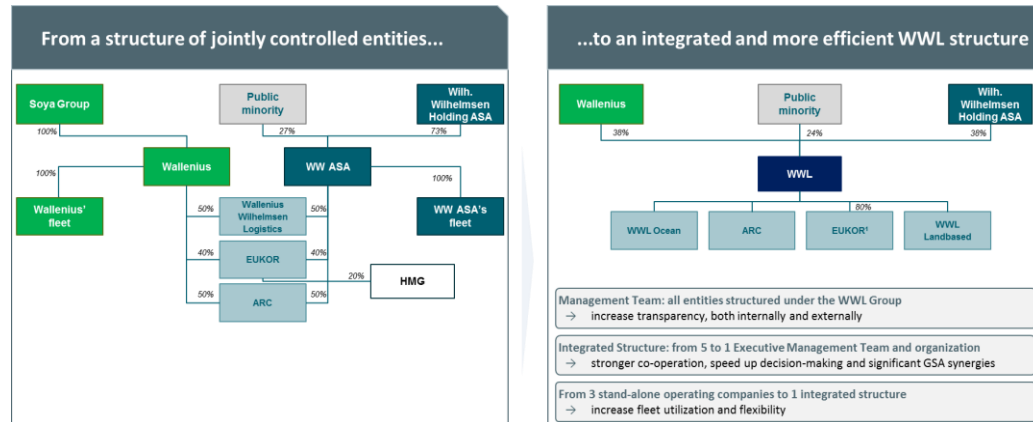 From a structure of jointly controlled entities...
Soya Group
Public
minority
Wilh.
Wilhelmsen
Holding ASA
100%
27%
73%
Wallenius
WW ASA
100%
100%
Wallenius'
fleet
50%
Wallenius
Wilhelmsen
Logistics
50%
WW ASA's
fleet
40%
EUKOR
40%
20%
HMG
50%
ARC
50%
...to an integrated and more efficient WWL structure
Wallenius
Public
minority
Wilh.
Wilhelmsen
Holding ASA
38%
24%
38%
WWL
80%
WWL Ocean
ARC
EUKOR¹
WWL
Landbased
Management Team: all entities structured under the WWL Group
→ increase transparency, both internally and externally
Integrated Structure: from 5 to 1 Executive Management Team and organization
→ stronger co-operation, speed up decision-making and significant GSA synergies
From 3 stand-alone operating companies to 1 integrated structure
→ increase fleet utilization and flexibility